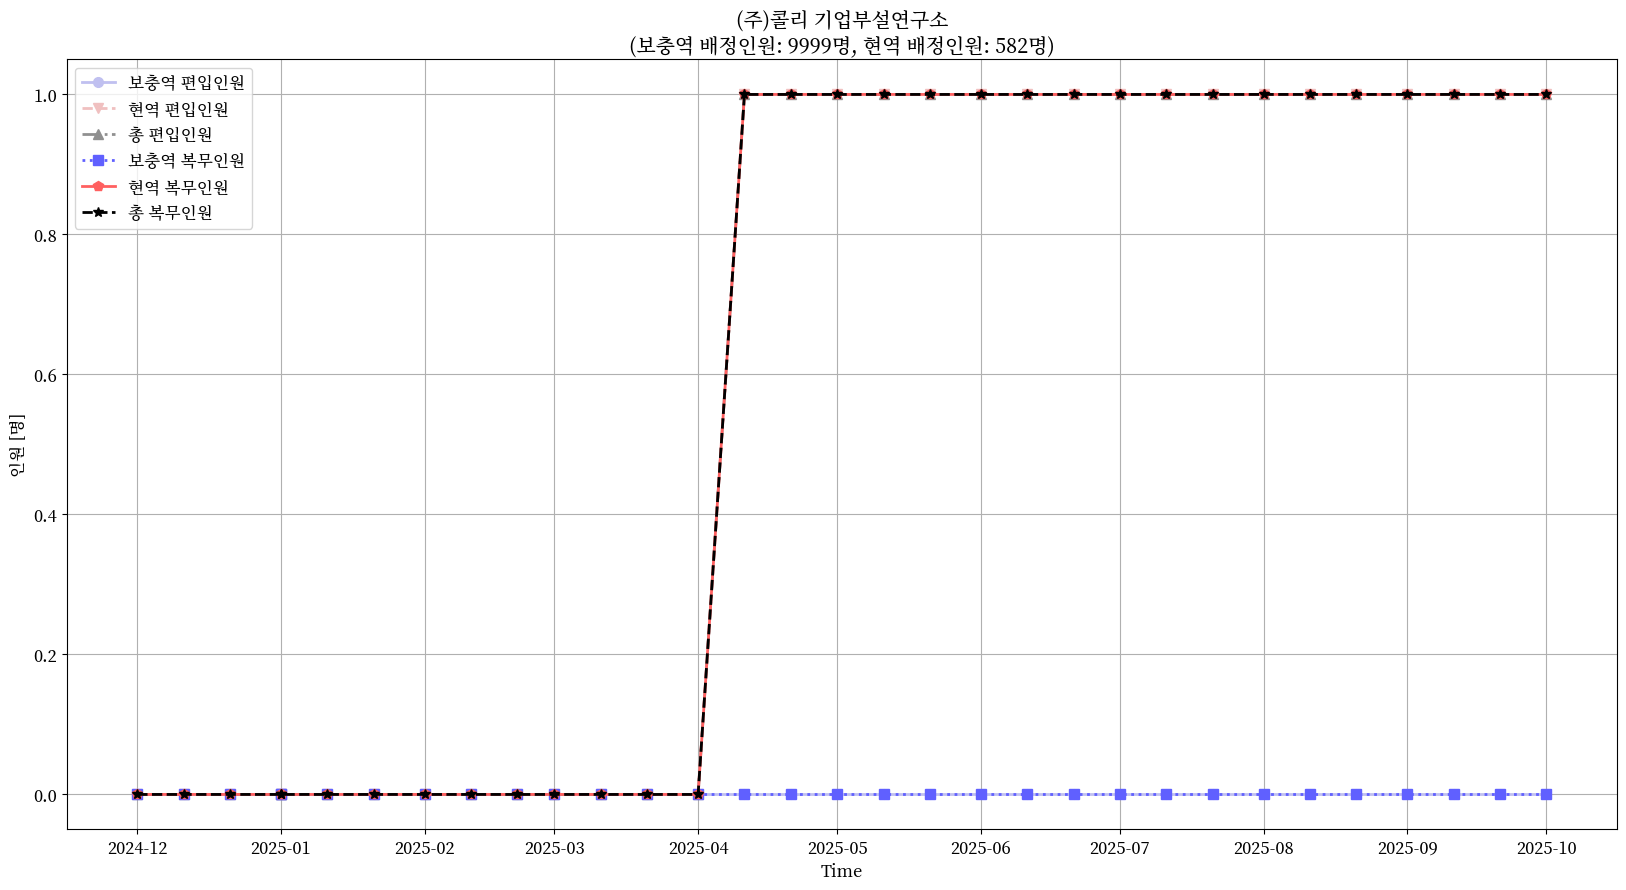 (주)콜리 기업부설연구소
(보충역 배정인원: 9999명, 현역 배정인원: 582명)
보충역 편입인원
현역 편입인원
총 편입인원
보충역 복무인원
현역 복무인원
총 복무인원
인원 [명]
1.0
0.8
0.6
0.4
0.2
0.0
2024-12 2025-01 2025-02 2025-03 2025-04 2025-05 2025-06 2025-07 2025-08 2025-09 2025-10
Time